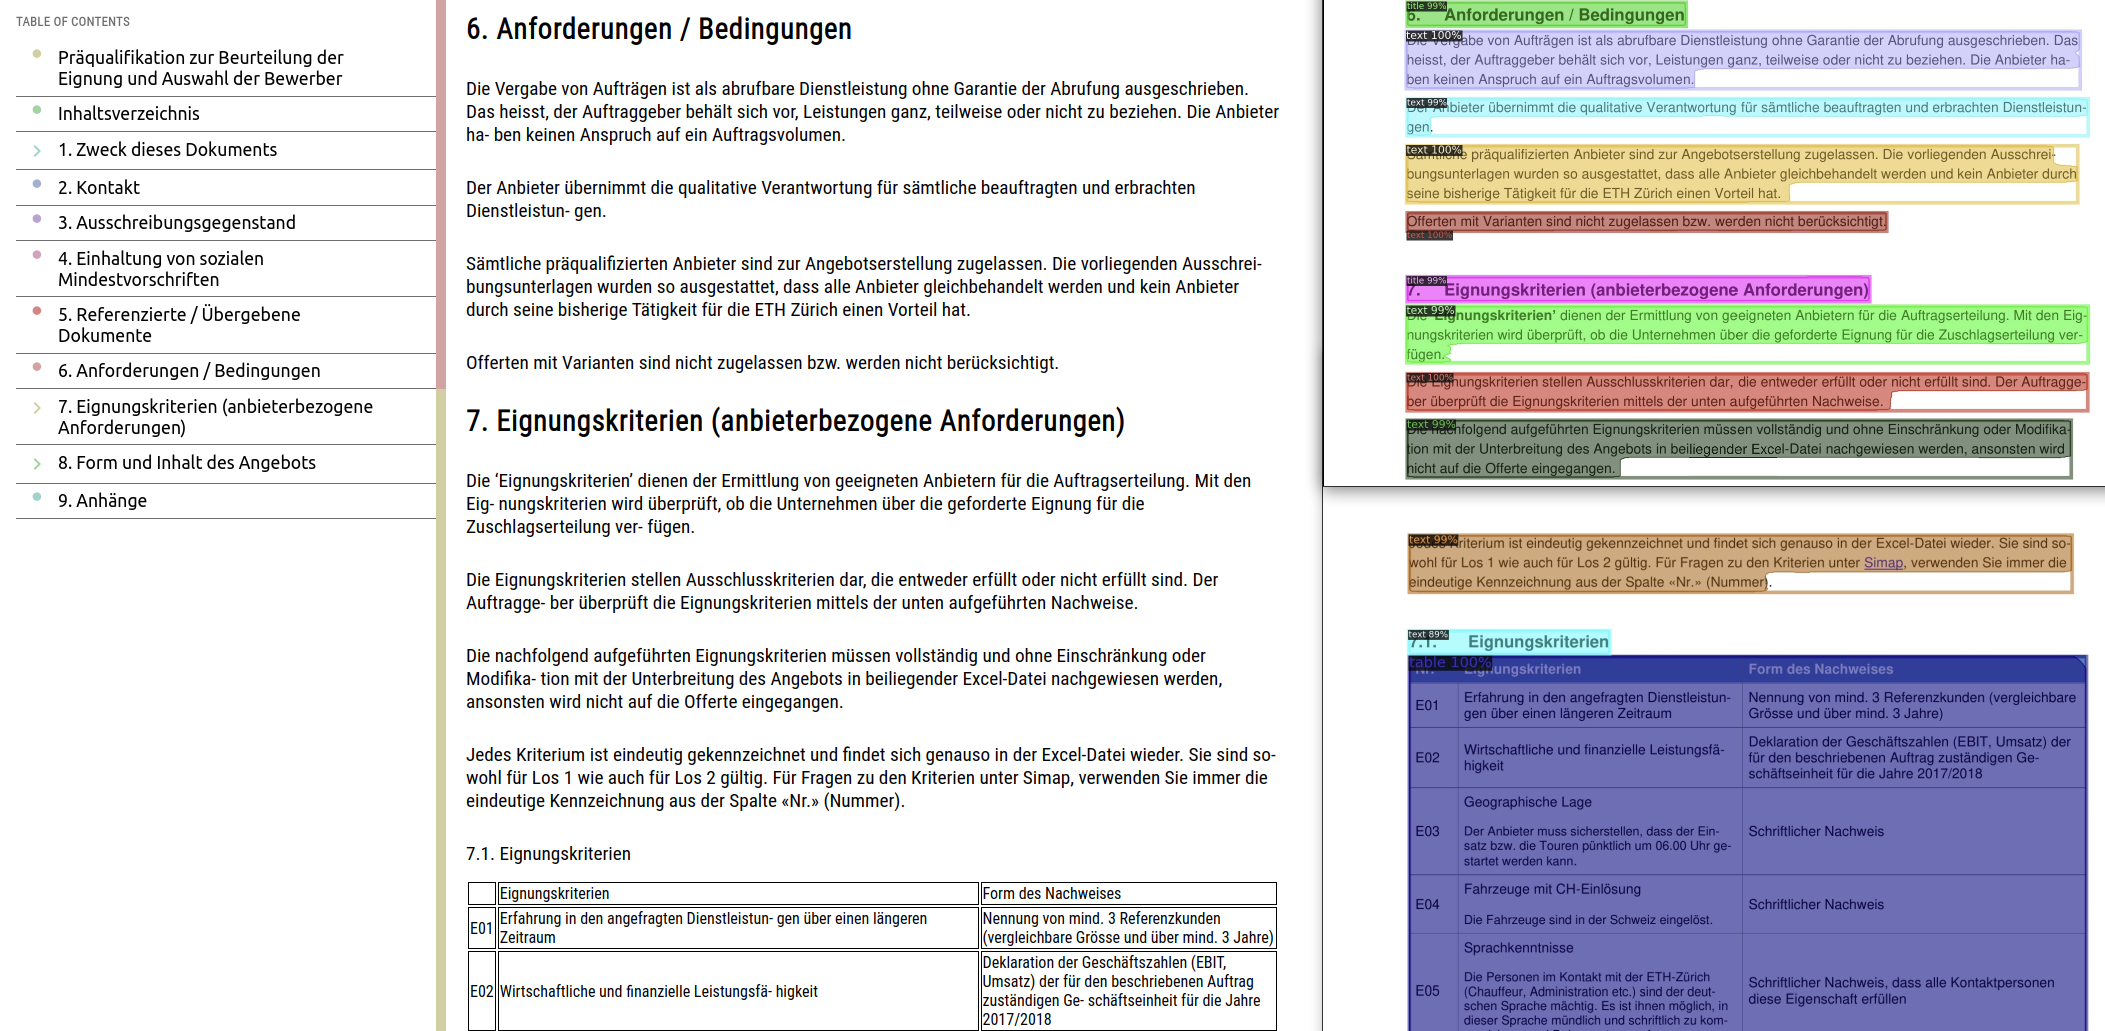 TABLE OF CONTENTS
Präqualifikation zur Beurteilung der
Eignung und Auswahl der Bewerber
Inhaltsverzeichnis
1. Zweck dieses Dokuments
2. Kontakt
3. Ausschreibungsgegenstand
4. Einhaltung von sozialen
Mindestvorschriften
5. Referenzierte / Übergebene
Dokumente
6. Anforderungen / Bedingungen
7. Eignungskriterien (anbieterbezogene
Anforderungen)
8. Form und Inhalt des Angebots
9. Anhänge
6. Anforderungen / Bedingungen
Die Vergabe von Aufträgen ist als abrufbare Dienstleistung ohne Garantie der Abrufung ausgeschrieben.
Das heisst, der Auftraggeber behält sich vor, Leistungen ganz, teilweise oder nicht zu beziehen. Die Anbieter
ha- ben keinen Anspruch auf ein Auftragsvolumen.
Der Anbieter übernimmt die qualitative Verantwortung für sämtliche beauftragten und erbrachten
Dienstleistun- gen.
Sämtliche präqualifizierten Anbieter sind zur Angebotserstellung zugelassen. Die vorliegenden Ausschrei-
bungsunterlagen wurden so ausgestattet, dass alle Anbieter gleichbehandelt werden und kein Anbieter
durch seine bisherige Tätigkeit für die ETH Zürich einen Vorteil hat.
Offerten mit Varianten sind nicht zugelassen bzw. werden nicht berücksichtigt.
7. Eignungskriterien (anbieterbezogene Anforderungen)
Die ‘Eignungskriterien’ dienen der Ermittlung von geeigneten Anbietern für die Auftragserteilung. Mit den
Eig- nungskriterien wird überprüft, ob die Unternehmen über die geforderte Eignung für die
Zuschlagserteilung ver- fügen.
Die Eignungskriterien stellen Ausschlusskriterien dar, die entweder erfüllt oder nicht erfüllt sind. Der
Auftragge- ber überprüft die Eignungskriterien mittels der unten aufgeführten Nachweise.
Die nachfolgend aufgeführten Eignungskriterien müssen vollständig und ohne Einschränkung oder
Modifika- tion mit der Unterbreitung des Angebots in beiliegender Excel-Datei nachgewiesen werden,
ansonsten wird nicht auf die Offerte eingegangen.
Jedes Kriterium ist eindeutig gekennzeichnet und findet sich genauso in der Excel-Datei wieder. Sie sind so-
wohl für Los 1 wie auch für Los 2 gültig. Für Fragen zu den Kriterien unter Simap, verwenden Sie immer die
eindeutige Kennzeichnung aus der Spalte «Nr.» (Nummer).
7.1. Eignungskriterien
Eignungskriterien Form des Nachweises
E01 Erfahrung in den angefragten Dienstleistun- gen über einen längeren
Zeitraum
Nennung von mind. 3 Referenzkunden
(vergleichbare Grösse und über mind. 3 Jahre)
E02 Wirtschaftliche und finanzielle Leistungsfä- higkeit
Deklaration der Geschäftszahlen (EBIT,
Umsatz) der für den beschriebenen Auftrag
zuständigen Ge- schäftseinheit für die Jahre
2017/2018
title 99%
6. Anforderungen / Bedingungen
text 100%
Die Vergabe von Aufträgen ist als abrufbare Dienstleistung ohne Garantie der Abrufung ausgeschrieben. Das
heisst, der Auftraggeber behält sich vor, Leistungen ganz, teilweise oder nicht zu beziehen. Die Anbieter ha-
ben keinen Anspruch auf ein Auftragsvolumen.
text 99%
Der Anbieter übernimmt die qualitative Verantwortung für sämtliche beauftragten und erbrachten Dienstleistun-
gen.
text 100%
Sämtliche präqualifizierten Anbieter sind zur Angebotserstellung zugelassen. Die vorliegenden Ausschrei-
bungsunterlagen wurden so ausgestattet, dass alle Anbieter gleichbehandelt werden und kein Anbieter durch
seine bisherige Tätigkeit für die ETH Zürich einen Vorteil hat.
Offerten mit Varianten sind nicht zugelassen bzw. werden nicht berücksichtigt.
text 100%
title 99%
7. Eignungskriterien (anbieterbezogene Anforderungen)
text 99%
Die ‘Eignungskriterien’ dienen der Ermittlung von geeigneten Anbietern für die Auftragserteilung. Mit den Eig-
nungskriterien wird überprüft, ob die Unternehmen über die geforderte Eignung für die Zuschlagserteilung ver-
fügen.
text 100%
Die Eignungskriterien stellen Ausschlusskriterien dar, die entweder erfüllt oder nicht erfüllt sind. Der Auftragge-
ber überprüft die Eignungskriterien mittels der unten aufgeführten Nachweise.
text 99%
Die nachfolgend aufgeführten Eignungskriterien müssen vollständig und ohne Einschränkung oder Modifika-
tion mit der Unterbreitung des Angebots in beiliegender Excel-Datei nachgewiesen werden, ansonsten wird
nicht auf die Offerte eingegangen.
text 99%
Jedes Kriterium ist eindeutig gekennzeichnet und findet sich genauso in der Excel-Datei wieder. Sie sind so-
wohl für Los 1 wie auch für Los 2 gültig. Für Fragen zu den Kriterien unter Simap, verwenden Sie immer die
eindeutige Kennzeichnung aus der Spalte «Nr.» (Nummer).
text 89%
7.1. Eignungskriterien
table 100%
Nr. Eignungskriterien Form des Nachweises
E01
Erfahrung in den angefragten Dienstleistun-
gen über einen längeren Zeitraum
Nennung von mind. 3 Referenzkunden (vergleichbare
Grösse und über mind. 3 Jahre)
E02
Wirtschaftliche und finanzielle Leistungsfä-
higkeit
Deklaration der Geschäftszahlen (EBIT, Umsatz) der
für den beschriebenen Auftrag zuständigen Ge-
schäftseinheit für die Jahre 2017/2018
E03
Geographische Lage
Der Anbieter muss sicherstellen, dass der Ein-
satz bzw. die Touren pünktlich um 06.00 Uhr ge-
startet werden kann.
Schriftlicher Nachweis
E04
Fahrzeuge mit CH-Einlösung
Die Fahrzeuge sind in der Schweiz eingelöst.
Schriftlicher Nachweis
E05
Sprachkenntnisse
Die Personen im Kontakt mit der ETH-Zürich
(Chauffeur, Administration etc.) sind der deut-
schen Sprache mächtig. Es ist ihnen möglich, in
dieser Sprache mündlich und schriftlich zu kom-
Schriftlicher Nachweis, dass alle Kontaktpersonen
diese Eigenschaft erfüllen